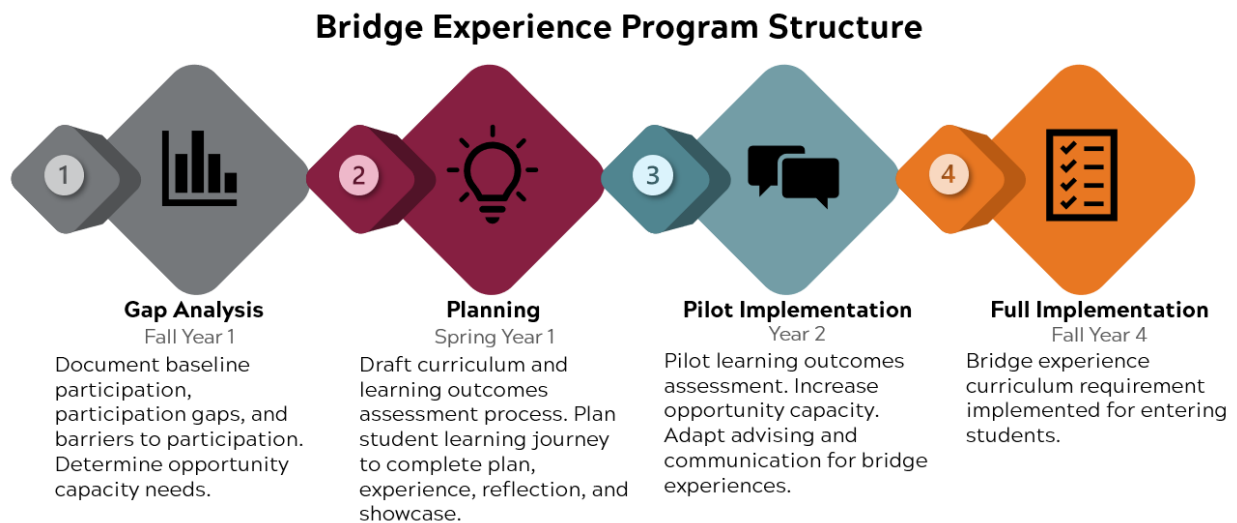 Bridge Experience Program Structure
1
2
3
4
Gap Analysis
Fall Year 1
Document baseline
participation,
participation gaps, and
barriers to participation.
Determine opportunity
capacity needs.
Planning
Spring Year 1
Draft curriculum and
learning outcomes
assessment process. Plan
student learning journey
to complete plan,
experience, reflection, and
showcase.
Pilot Implementation
Year 2
Pilot learning outcomes
assessment. Increase
opportunity capacity.
Adapt advising and
communication for bridge
experiences.
Full Implementation
Fall Year 4
Bridge experience
curriculum requirement
implemented for entering
students.